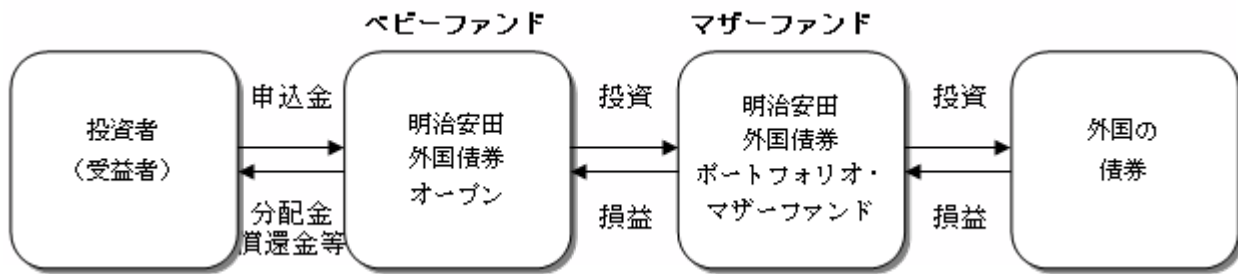 ベビーファンド
マザーファンド
投資者
（受益者）
申込金
分配金
償還金等
明治安田
外国債券
オープン
投資
損益
明治安田
外国債券
ポートフォリオ・
マザーファンド
投資
損益
外国の
債券